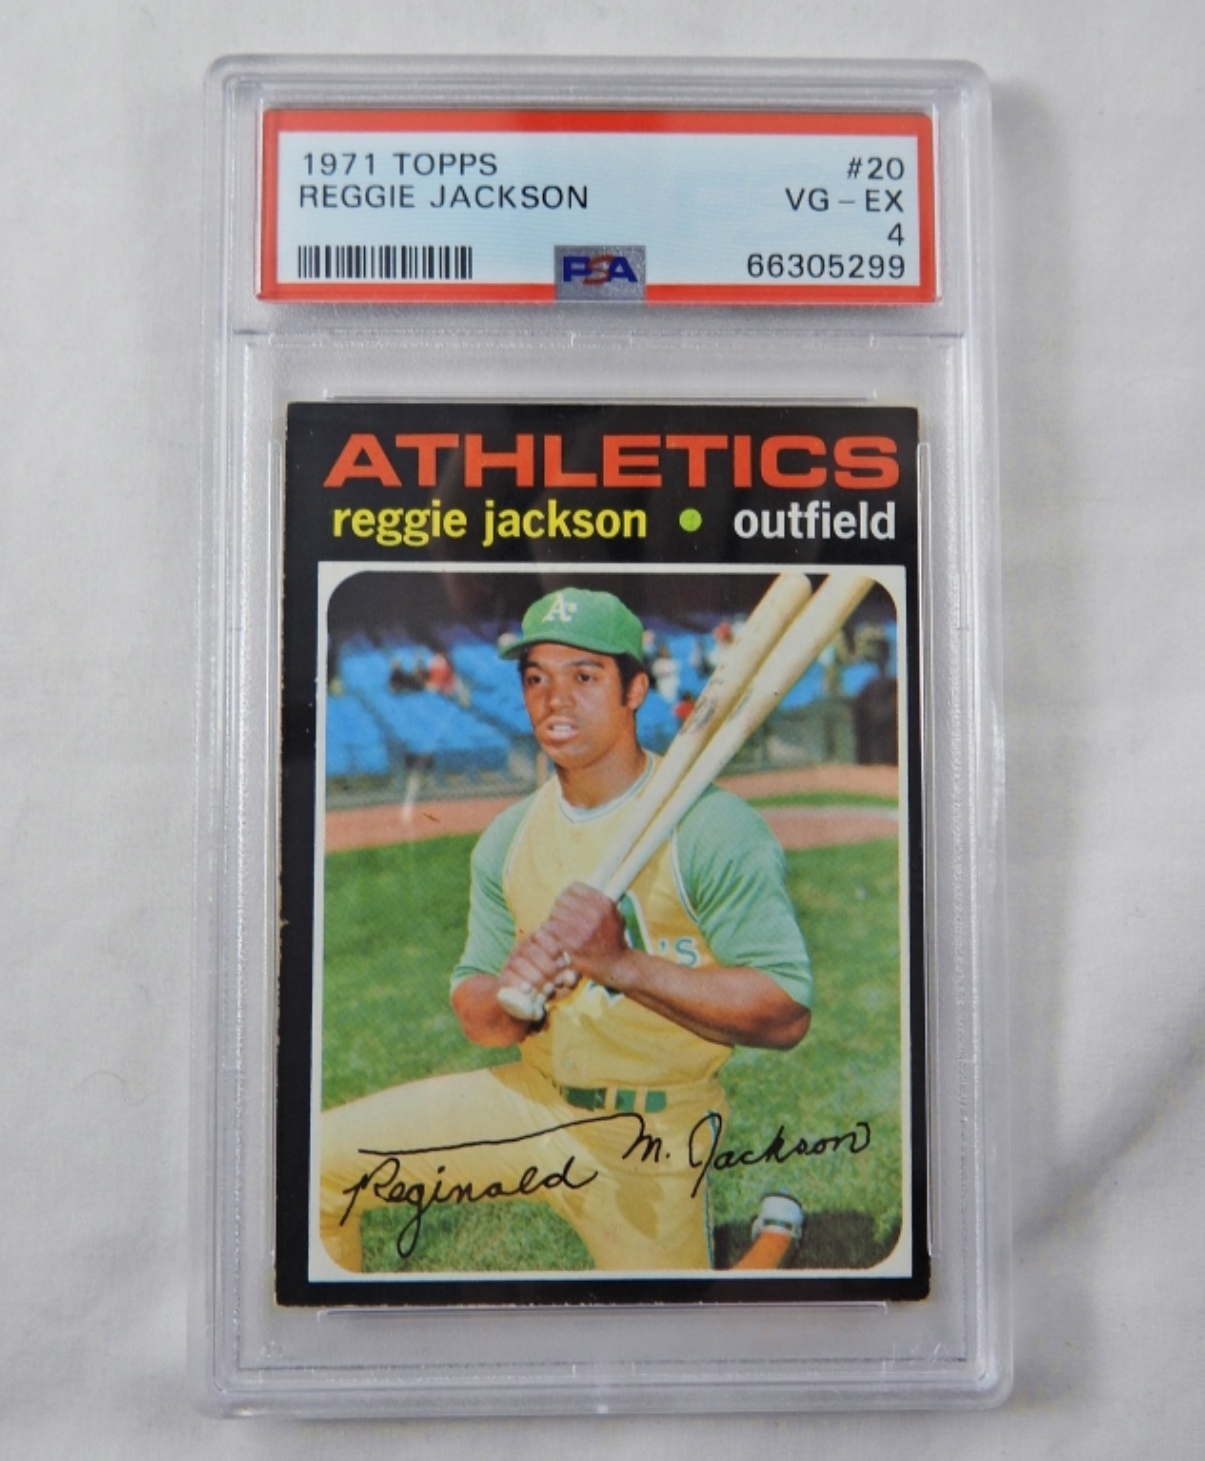 1971 TOPPS #20
REGGIE JACKSON VG - EX
4
PSA 66305299
ATHLETICS
reggie jackson • outfield
A's
'S
Reginald M. Jackson